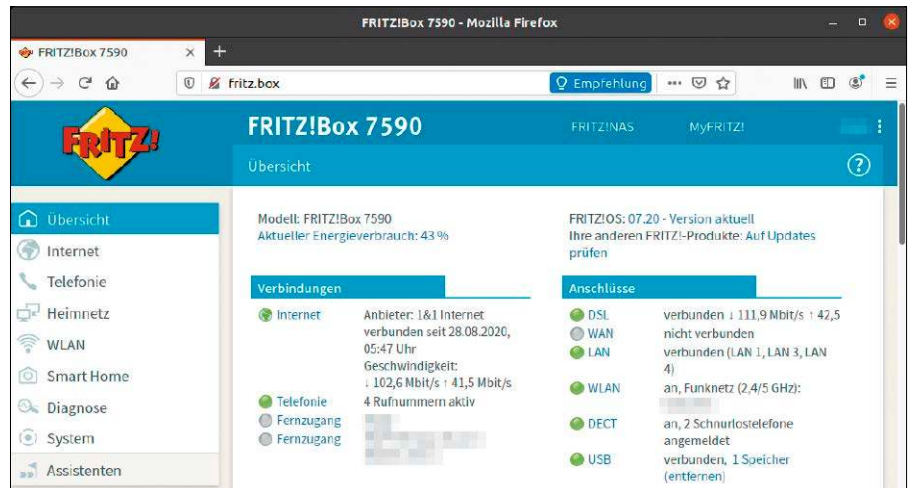 FRITZ!Box 7590 - Mozilla Firefox
FRITZ!Box 7590
fritz.box
Empfehlung
FRITZ!
FRITZ!Box 7590
FRITZ!NAS
MyFRITZ!
Übersicht
Übersicht
Internet
Telefonie
Heimnetz
WLAN
Smart Home
Diagnose
System
Assistenten
Modell: FRITZ!Box 7590
Aktueller Energieverbrauch: 43 %
FRITZ!OS: 07.20 - Version aktuell
Ihre anderen FRITZ!-Produkte: Auf Updates
prüfen
Verbindungen
Internet Anbieter: 1&1 Internet
verbunden seit 28.08.2020,
05:47 Uhr
Geschwindigkeit:
↓ 102,6 Mbit/s ↑ 41,5 Mbit/s
Telefonie 4 Rufnummern aktiv
Fernzugang
Fernzugang
Anschlüsse
DSL verbunden ↓ 111,9 Mbit/s ↑ 42,5
WAN nicht verbunden
LAN verbunden (LAN 1, LAN 3, LAN
4)
WLAN an, Funknetz (2,4/5 GHz):
DECT an, 2 Schnurlostelefone
angemeldet
USB verbunden, 1 Speicher
(entfernen)